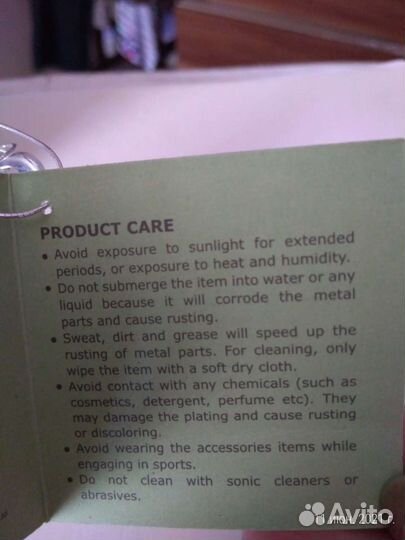 PRODUCT CARE
• Avoid exposure to sunlight for extended
periods, or exposure to heat and humidity.
• Do not submerge the item into water or any
liquid because it will corrode the metal
parts and cause rusting.
• Sweat, dirt and grease will speed up the
rusting of metal parts. For cleaning, only
wipe the item with a soft dry cloth.
• Avoid contact with any chemicals (such as
cosmetics, detergent, perfume etc). They
may damage the plating and cause rusting
or discoloring.
• Avoid wearing the accessories items while
engaging in sports.
• Do not clean with sonic cleaners or
abrasives.
Avito
2021 г.